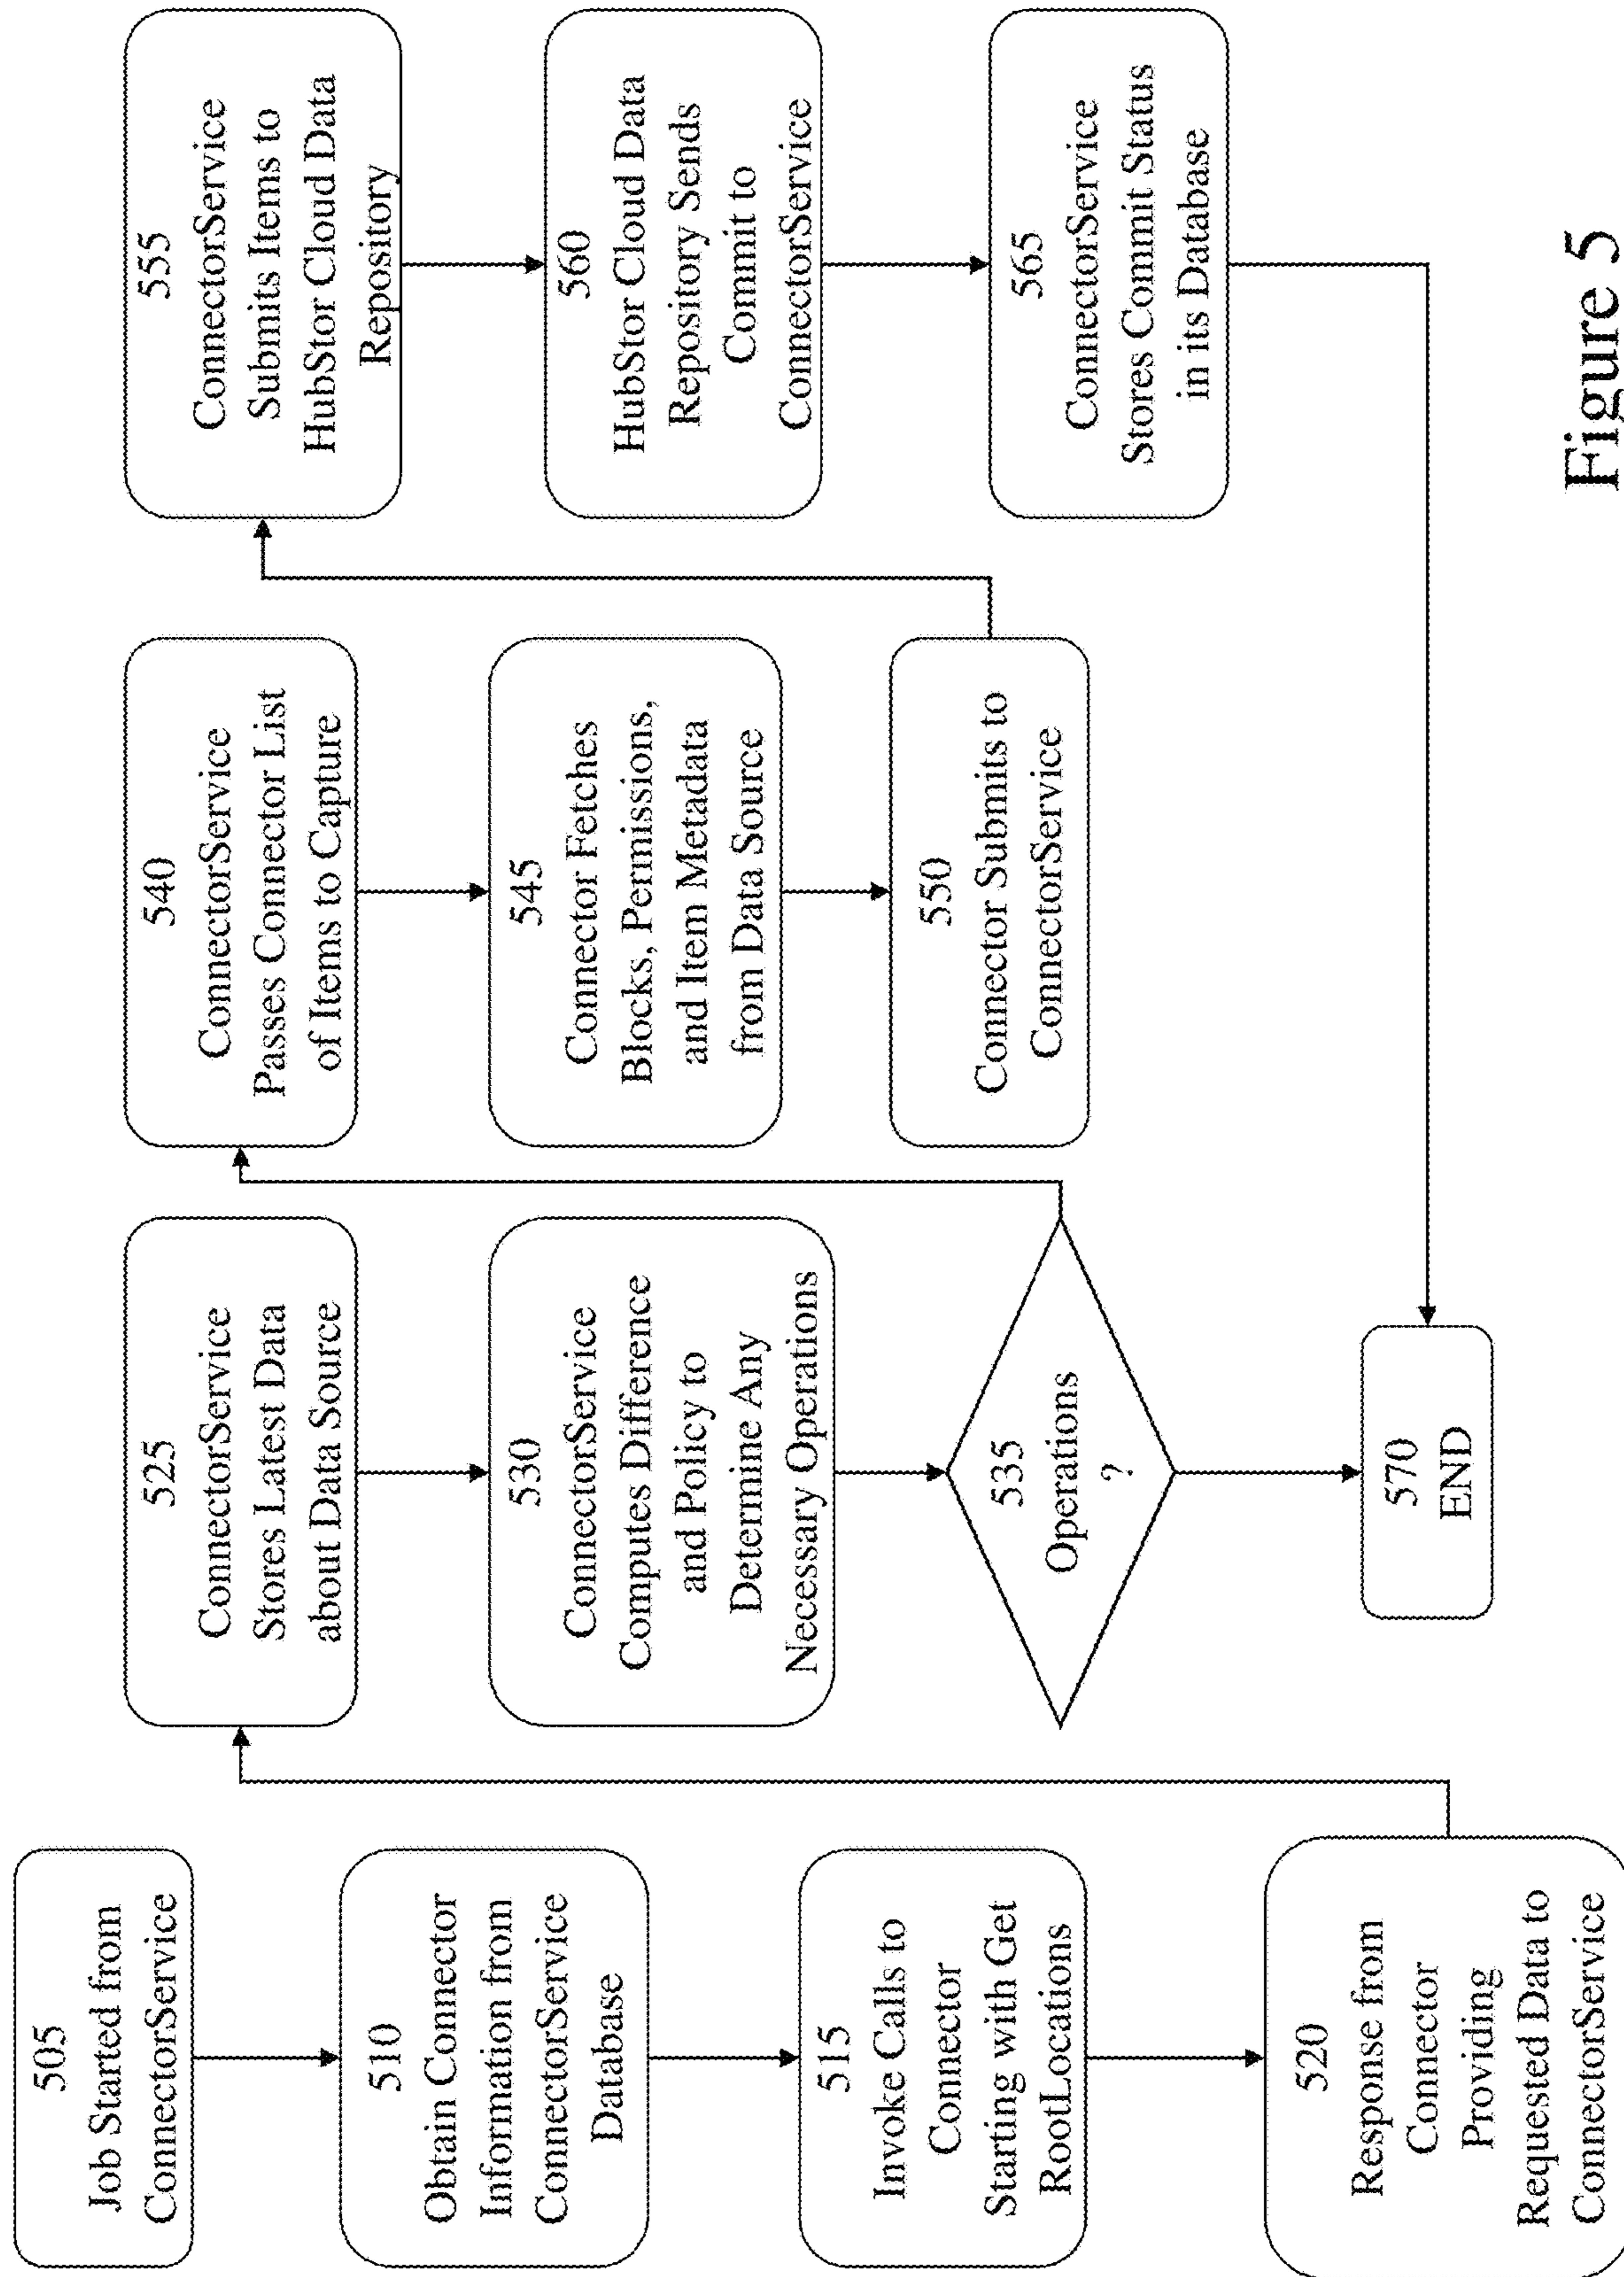 505
Job Started from
ConnectorService
510
Obtain Connector
Information from
ConnectorService
Database
515
Invoke Calls to
Connector
Starting with Get
RootLocations
520
Response from
Connector
Providing
Requested Data to
ConnectorService
525
ConnectorService
Stores Latest Data
about Data Source
530
ConnectorService
Computes Difference
and Policy to
Determine Any
Necessary Operations
535
Operations
?
570
END
540
ConnectorService
Passes Connector List
of Items to Capture
545
Connector Fetches
Blocks, Permissions,
and Item Metadata
from Data Source
550
Connector Submits to
ConnectorService
555
ConnectorService
Submits Items to
HubStor Cloud Data
Repository
560
HubStor Cloud Data
Repository Sends
Commit to
ConnectorService
565
ConnectorService
Stores Commit Status
in its Database
Figure 5